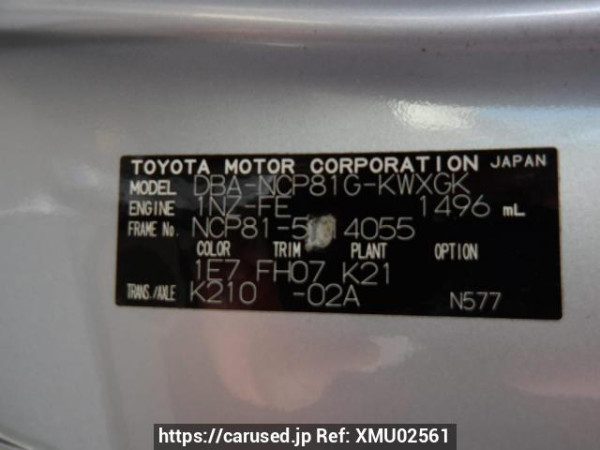 TOYOTA MOTOR CORPORATION JAPAN
MODEL DBA-NCP81G-KWXGK
ENGINE 1NZ-FE 1496 mL
FRAME No.
COLOR TRIM PLANT OPTION
1E7 FH07 K21
TRANS./AXLE K210 -02A N577
https://carused.jp Ref: XMU02561